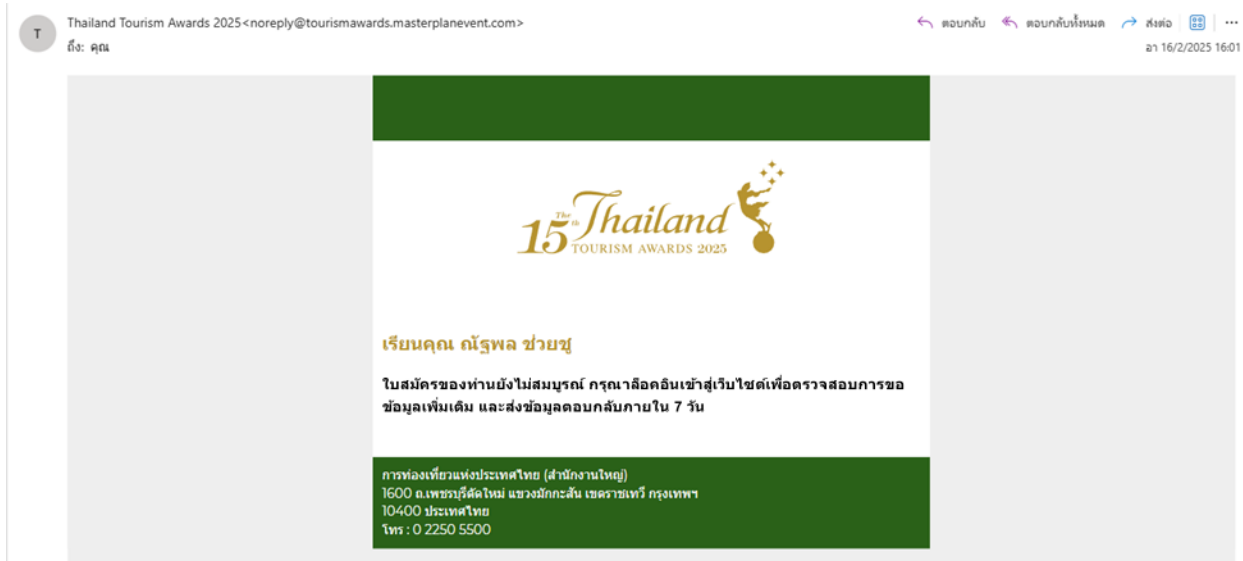 T
Thailand Tourism Awards 2025<noreply@tourismawards.masterplanevent.com>
ตอบกลับ ตอบกลับทั้งหมด ส่งต่อ ...
ถึง: คุณ
อา 16/2/2025 16:01
The 15th Thailand
TOURISM AWARDS 2025
เรียนคุณ ณัฐพล ช่วยชู
ใบสมัครของท่านยังไม่สมบูรณ์ กรุณาล็อคอินเข้าสู่เว็บไซต์เพื่อตรวจสอบการขอ
ข้อมูลเพิ่มเติม และส่งข้อมูลตอบกลับภายใน 7 วัน
การท่องเที่ยวแห่งประเทศไทย (สำนักงานใหญ่)
1600 ถ.เพชรบุรีตัดใหม่ แขวงมักกะสัน เขตราชเทวี กรุงเทพฯ
10400 ประเทศไทย
โทร : 0 2250 5500